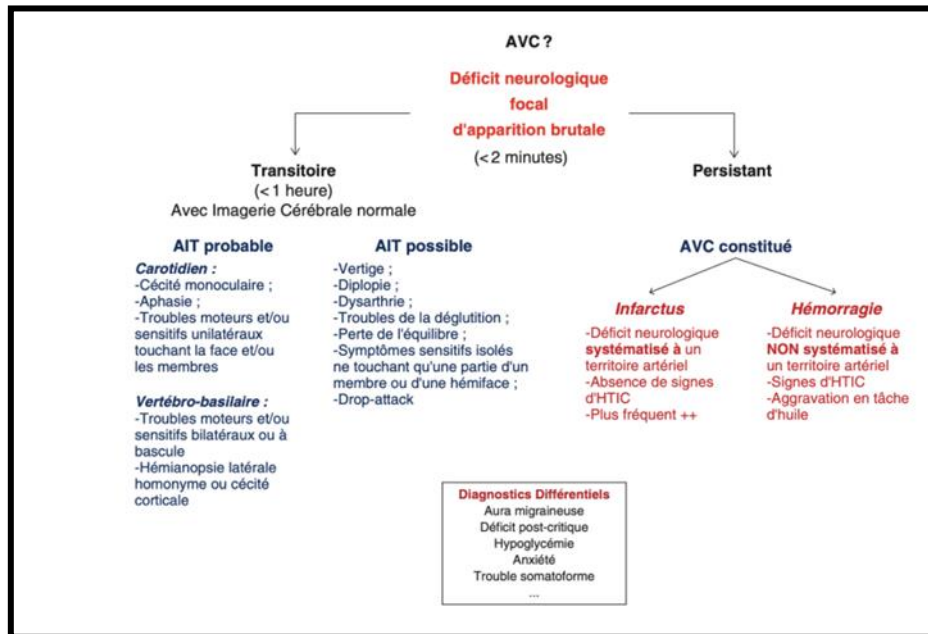 AVC ?
Déficit neurologique
focal
d'apparition brutale
(< 2 minutes)
Transitoire
(< 1 heure)
Avec Imagerie Cérébrale normale
Persistant
AIT probable
Carotidien :
-Cécité monoculaire ;
-Aphasie ;
-Troubles moteurs et/ou
sensitifs unilatéraux
touchant la face et/ou
les membres
Vertébro-basilaire :
-Troubles moteurs et/ou
sensitifs bilatéraux ou à
bascule
-Hémianopsie latérale
homonyme ou cécité
corticale
AIT possible
-Vertige ;
-Diplopie ;
-Dysarthrie ;
-Troubles de la déglutition ;
-Perte de l'équilibre ;
-Symptômes sensitifs isolés
ne touchant qu'une partie d'un
membre ou d'une hémiface ;
-Drop-attack
AVC constitué
Infarctus
-Déficit neurologique
systématisé à un
territoire artériel
-Absence de signes
d'HTIC
-Plus fréquent ++
Hémorragie
-Déficit neurologique
NON systématisé à
un territoire artériel
-Signes d'HTIC
-Aggravation en tâche
d'huile
Diagnostics Différentiels
Aura migraineuse
Déficit post-critique
Hypoglycémie
Anxiété
Trouble somatoforme
...